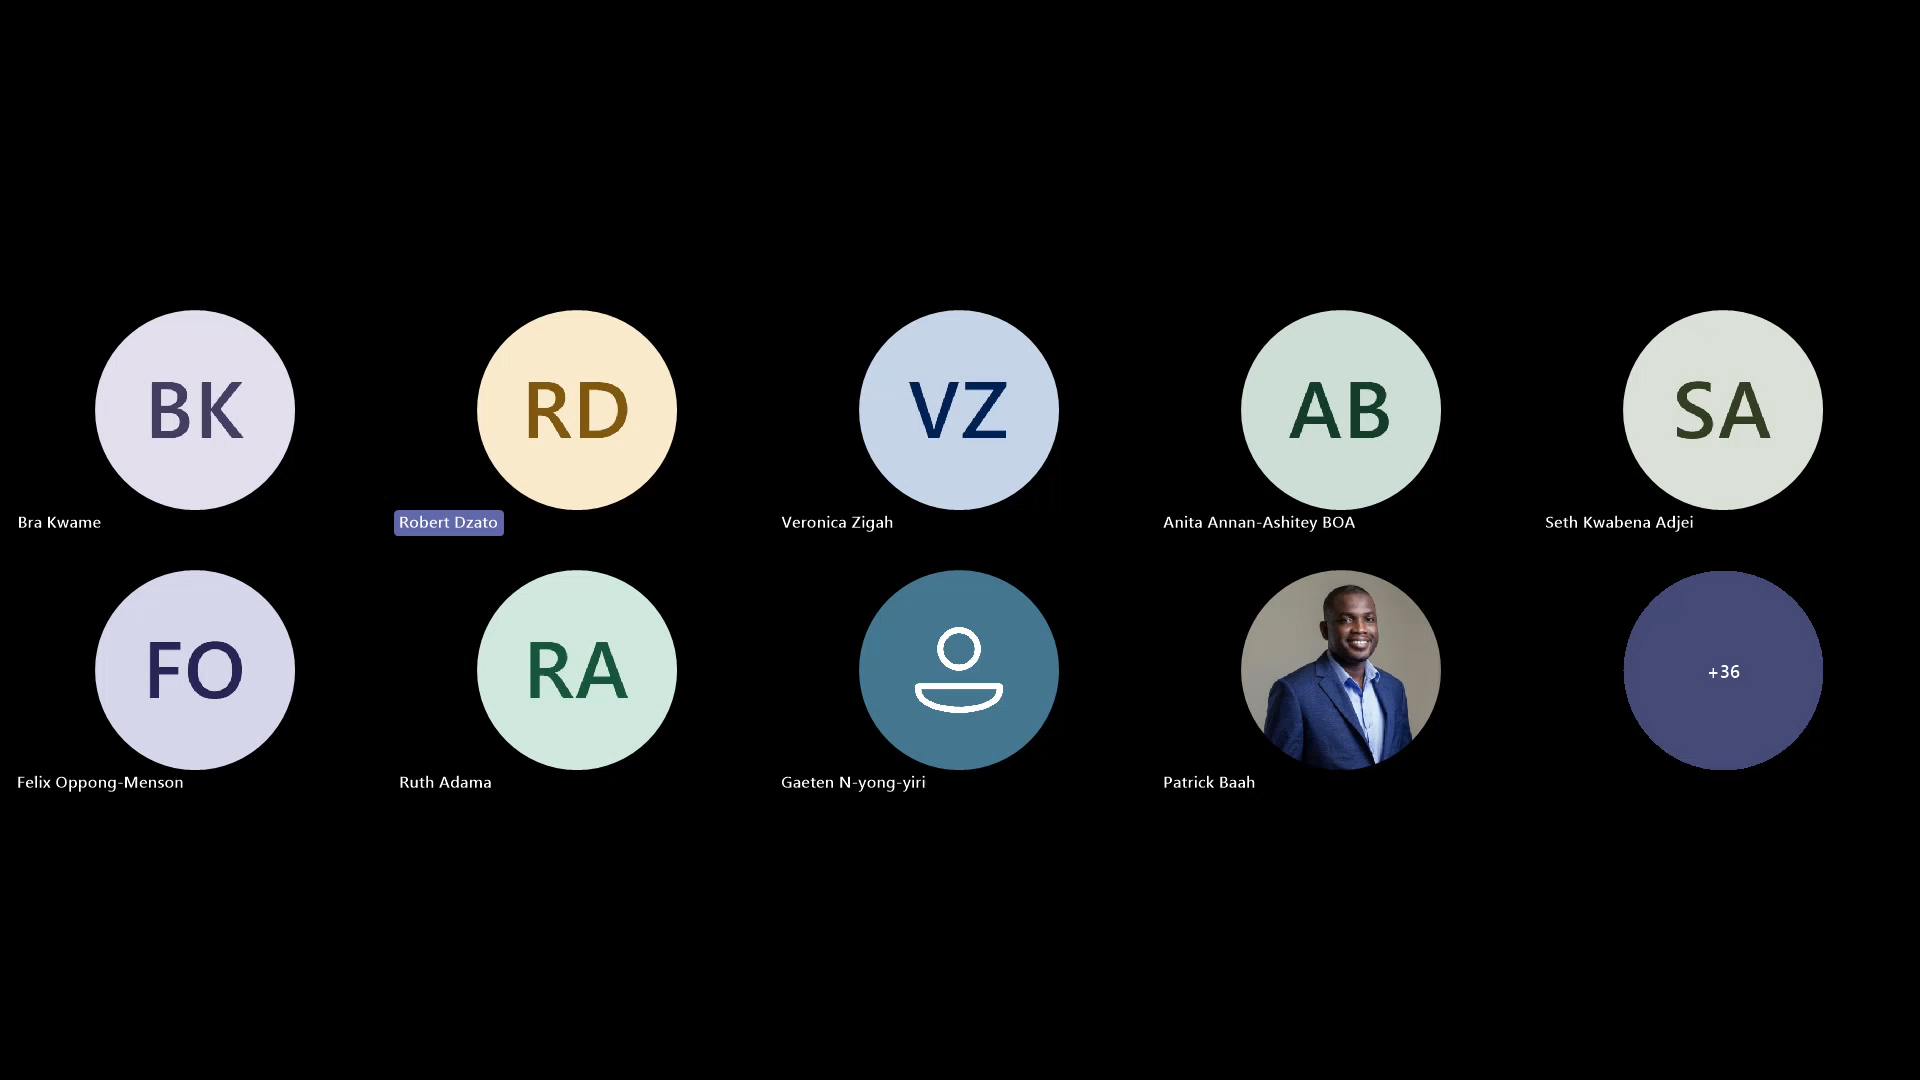 BK
RD
VZ
AB
SA
Bra Kwame
Robert Dzato
Veronica Zigah
Anita Annan-Ashitey BOA
Seth Kwabena Adjei
FO
RA
+36
Felix Oppong-Menson
Ruth Adama
Gaeten N-yong-yiri
Patrick Baah